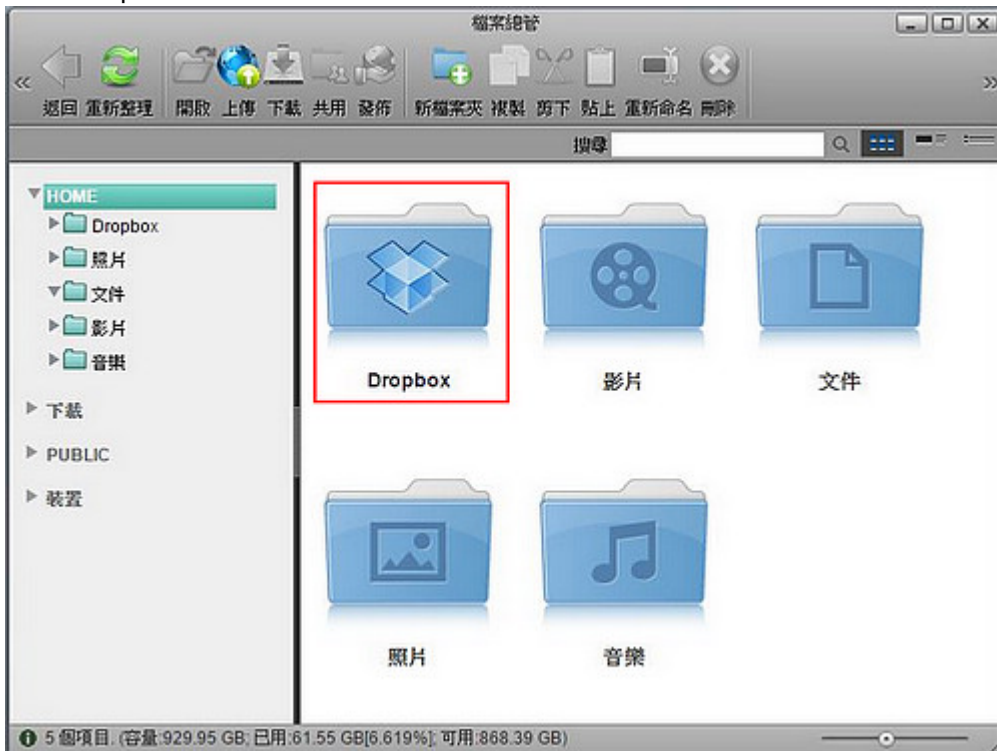 檔案總管
返回 重新整理 開啟 上傳 下載 共用 發佈 新檔案夾 複製 剪下 貼上 重新命名 刪除
搜尋
HOME
Dropbox
照片
文件
影片
音樂
下載
PUBLIC
裝置
Dropbox 影片 文件
照片 音樂
5 個項目. (容量:929.95 GB; 已用:61.55 GB[6.619%]; 可用:868.39 GB)